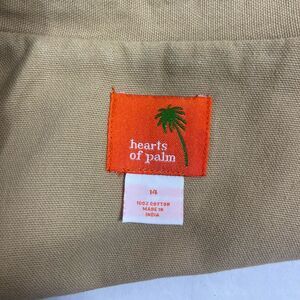 hearts
of palm
14
100% COTTON
MADE IN
INDIA